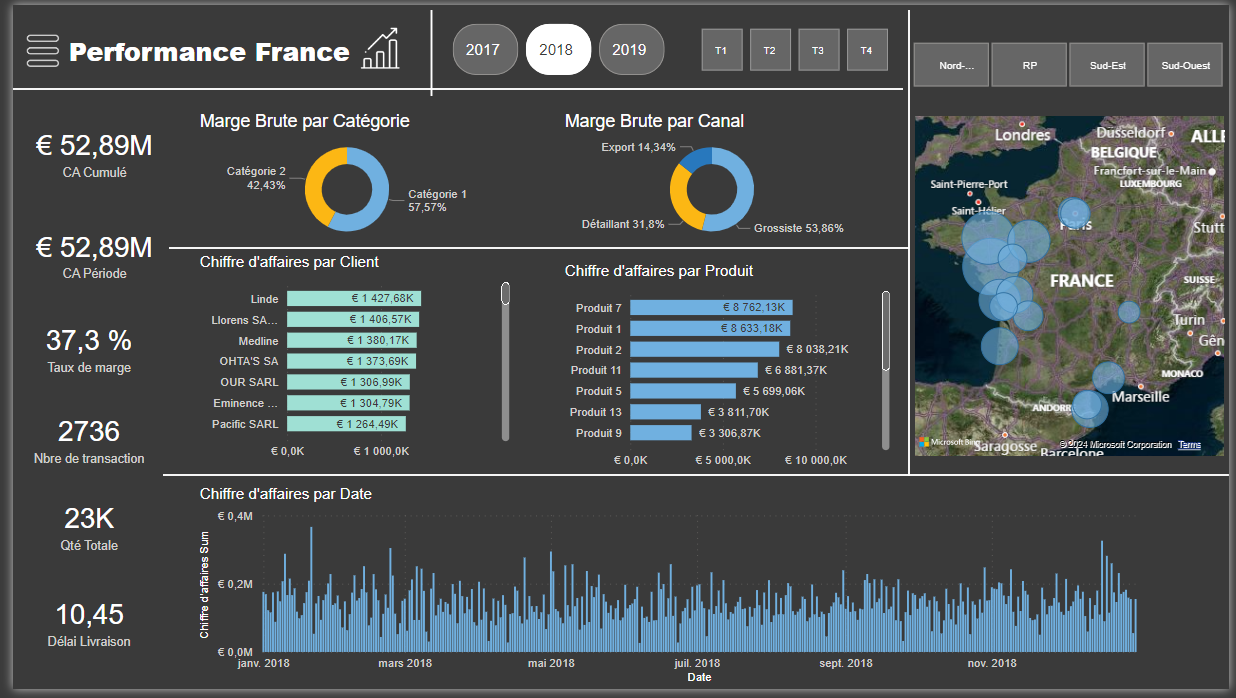 Performance France
2017
2018
2019
T1
T2
T3
T4
Nord-...
RP
Sud-Est
Sud-Ouest
€ 52,89M
CA Cumulé
€ 52,89M
CA Période
37,3 %
Taux de marge
2736
Nbre de transaction
23K
Qté Totale
10,45
Délai Livraison
Marge Brute par Catégorie
Catégorie 2
42,43%
Catégorie 1
57,57%
Marge Brute par Canal
Export 14,34%
Détaillant 31,8%
Grossiste 53,86%
Chiffre d'affaires par Client
Linde
€ 1 427,68K
Llorens SA...
€ 1 406,57K
Medline
€ 1 380,17K
OHTA'S SA
€ 1 373,69K
OUR SARL
€ 1 306,99K
Eminence ...
€ 1 304,79K
Pacific SARL
€ 1 264,49K
€ 0,0K
€ 1 000,0K
Chiffre d'affaires par Produit
Produit 7
€ 8 762,13K
Produit 1
€ 8 633,18K
Produit 2
€ 8 038,21K
Produit 11
€ 6 881,37K
Produit 5
€ 5 699,06K
Produit 13
€ 3 811,70K
Produit 9
€ 3 306,87K
€ 0,0K
€ 5 000,0K
€ 10 000,0K
Londres
Düsseldorf
ALLE
BELGIQUE
Francfort-sur-le-Main
LUXEMBOURG
Saint-Pierre-Port
Saint-Hélier
Paris
Stutt
FRANCE
SUISSE
Turin
Gên
MONACO
Marseille
ANDORR
Microsoft Bing
Saragosse
© 2024 Microsoft Corporation
Terms
Barcelone
Chiffre d'affaires par Date
Chiffre d'affaires Sum
€ 0,4M
€ 0,2M
€ 0,0M
janv. 2018
mars 2018
mai 2018
juil. 2018
sept. 2018
nov. 2018
Date